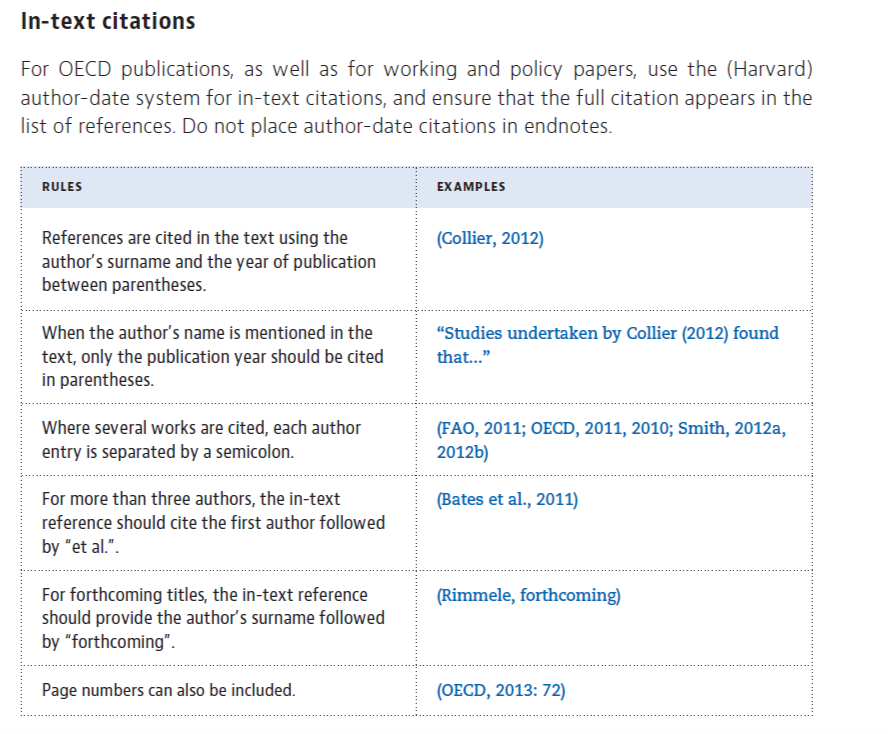 In-text citations
For OECD publications, as well as for working and policy papers, use the (Harvard)
author-date system for in-text citations, and ensure that the full citation appears in the
list of references. Do not place author-date citations in endnotes.
RULES
EXAMPLES
References are cited in the text using the
author’s surname and the year of publication
between parentheses.
(Collier, 2012)
When the author’s name is mentioned in the
text, only the publication year should be cited
in parentheses.
“Studies undertaken by Collier (2012) found
that...”
Where several works are cited, each author
entry is separated by a semicolon.
(FAO, 2011; OECD, 2011, 2010; Smith, 2012a,
2012b)
For more than three authors, the in-text
reference should cite the first author followed
by “et al.”.
(Bates et al., 2011)
For forthcoming titles, the in-text reference
should provide the author’s surname followed
by “forthcoming”.
(Rimmele, forthcoming)
Page numbers can also be included.
(OECD, 2013: 72)